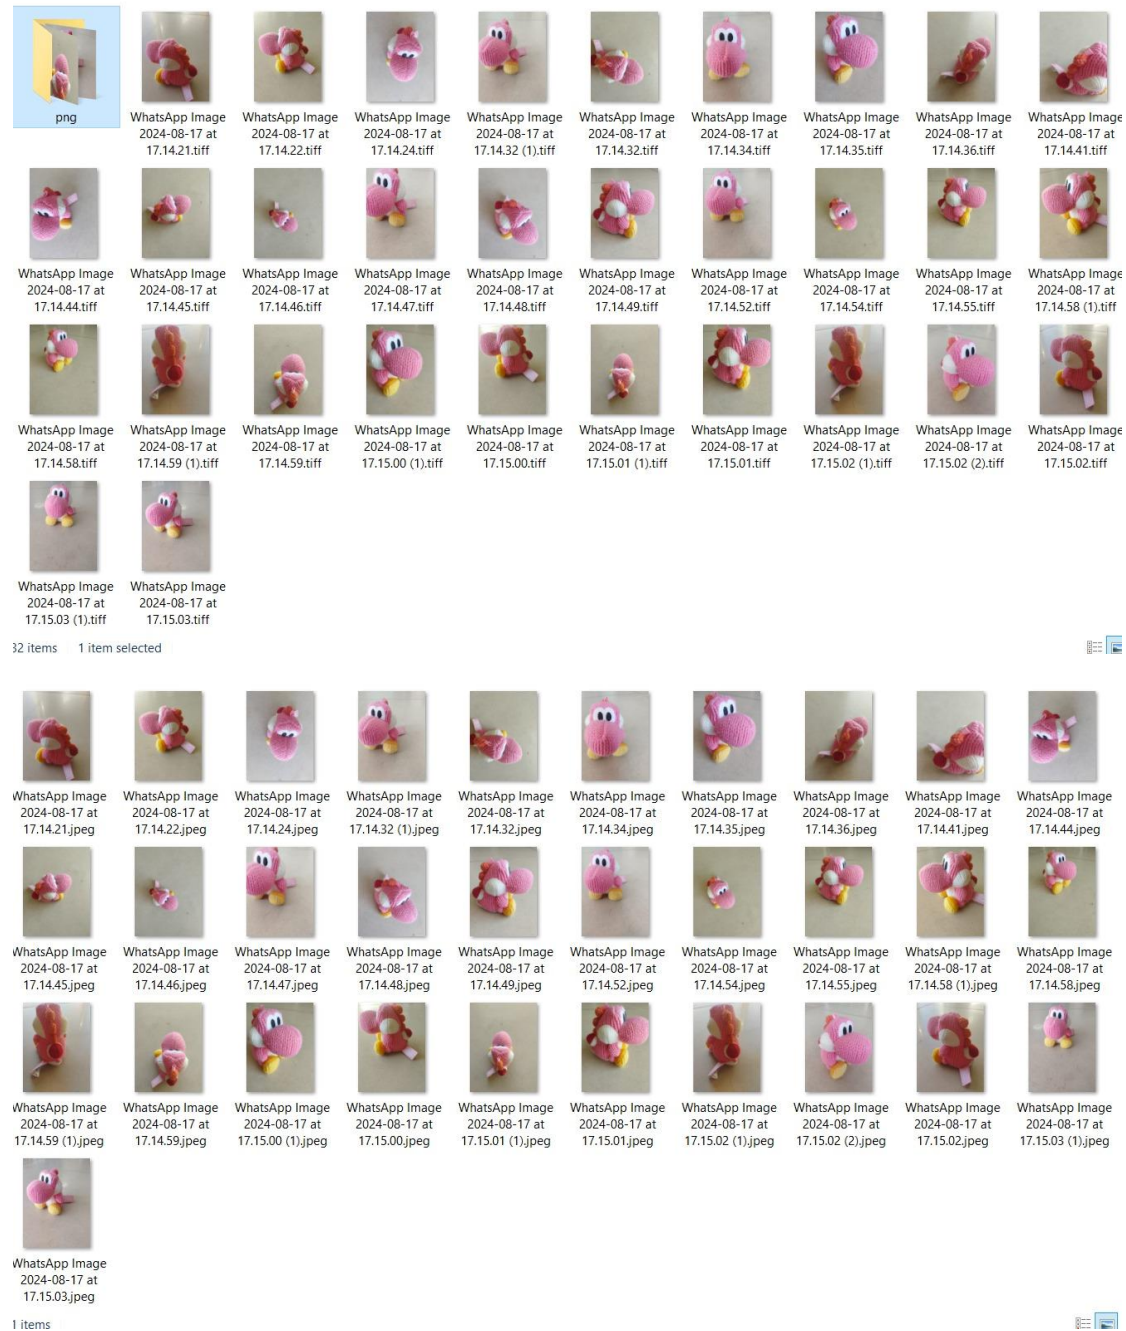 png
WhatsApp Image
2024-08-17 at
17.14.21.tiff
WhatsApp Image
2024-08-17 at
17.14.22.tiff
WhatsApp Image
2024-08-17 at
17.14.24.tiff
WhatsApp Image
2024-08-17 at
17.14.32 (1).tiff
WhatsApp Image
2024-08-17 at
17.14.32.tiff
WhatsApp Image
2024-08-17 at
17.14.34.tiff
WhatsApp Image
2024-08-17 at
17.14.35.tiff
WhatsApp Image
2024-08-17 at
17.14.36.tiff
WhatsApp Image
2024-08-17 at
17.14.41.tiff
WhatsApp Image
2024-08-17 at
17.14.44.tiff
WhatsApp Image
2024-08-17 at
17.14.45.tiff
WhatsApp Image
2024-08-17 at
17.14.46.tiff
WhatsApp Image
2024-08-17 at
17.14.47.tiff
WhatsApp Image
2024-08-17 at
17.14.48.tiff
WhatsApp Image
2024-08-17 at
17.14.49.tiff
WhatsApp Image
2024-08-17 at
17.14.52.tiff
WhatsApp Image
2024-08-17 at
17.14.54.tiff
WhatsApp Image
2024-08-17 at
17.14.55.tiff
WhatsApp Image
2024-08-17 at
17.14.58 (1).tiff
WhatsApp Image
2024-08-17 at
17.14.58.tiff
WhatsApp Image
2024-08-17 at
17.14.59 (1).tiff
WhatsApp Image
2024-08-17 at
17.14.59.tiff
WhatsApp Image
2024-08-17 at
17.15.00 (1).tiff
WhatsApp Image
2024-08-17 at
17.15.00.tiff
WhatsApp Image
2024-08-17 at
17.15.01 (1).tiff
WhatsApp Image
2024-08-17 at
17.15.01.tiff
WhatsApp Image
2024-08-17 at
17.15.02 (1).tiff
WhatsApp Image
2024-08-17 at
17.15.02 (2).tiff
WhatsApp Image
2024-08-17 at
17.15.02.tiff
WhatsApp Image
2024-08-17 at
17.15.03 (1).tiff
WhatsApp Image
2024-08-17 at
17.15.03.tiff
32 items 1 item selected
WhatsApp Image
2024-08-17 at
17.14.21.jpeg
WhatsApp Image
2024-08-17 at
17.14.22.jpeg
WhatsApp Image
2024-08-17 at
17.14.24.jpeg
WhatsApp Image
2024-08-17 at
17.14.32 (1).jpeg
WhatsApp Image
2024-08-17 at
17.14.32.jpeg
WhatsApp Image
2024-08-17 at
17.14.34.jpeg
WhatsApp Image
2024-08-17 at
17.14.35.jpeg
WhatsApp Image
2024-08-17 at
17.14.36.jpeg
WhatsApp Image
2024-08-17 at
17.14.41.jpeg
WhatsApp Image
2024-08-17 at
17.14.44.jpeg
WhatsApp Image
2024-08-17 at
17.14.45.jpeg
WhatsApp Image
2024-08-17 at
17.14.46.jpeg
WhatsApp Image
2024-08-17 at
17.14.47.jpeg
WhatsApp Image
2024-08-17 at
17.14.48.jpeg
WhatsApp Image
2024-08-17 at
17.14.49.jpeg
WhatsApp Image
2024-08-17 at
17.14.52.jpeg
WhatsApp Image
2024-08-17 at
17.14.54.jpeg
WhatsApp Image
2024-08-17 at
17.14.55.jpeg
WhatsApp Image
2024-08-17 at
17.14.58 (1).jpeg
WhatsApp Image
2024-08-17 at
17.14.58.jpeg
WhatsApp Image
2024-08-17 at
17.14.59 (1).jpeg
WhatsApp Image
2024-08-17 at
17.14.59.jpeg
WhatsApp Image
2024-08-17 at
17.15.00 (1).jpeg
WhatsApp Image
2024-08-17 at
17.15.00.jpeg
WhatsApp Image
2024-08-17 at
17.15.01 (1).jpeg
WhatsApp Image
2024-08-17 at
17.15.01.jpeg
WhatsApp Image
2024-08-17 at
17.15.02 (1).jpeg
WhatsApp Image
2024-08-17 at
17.15.02 (2).jpeg
WhatsApp Image
2024-08-17 at
17.15.02.jpeg
WhatsApp Image
2024-08-17 at
17.15.03 (1).jpeg
WhatsApp Image
2024-08-17 at
17.15.03.jpeg
1 items